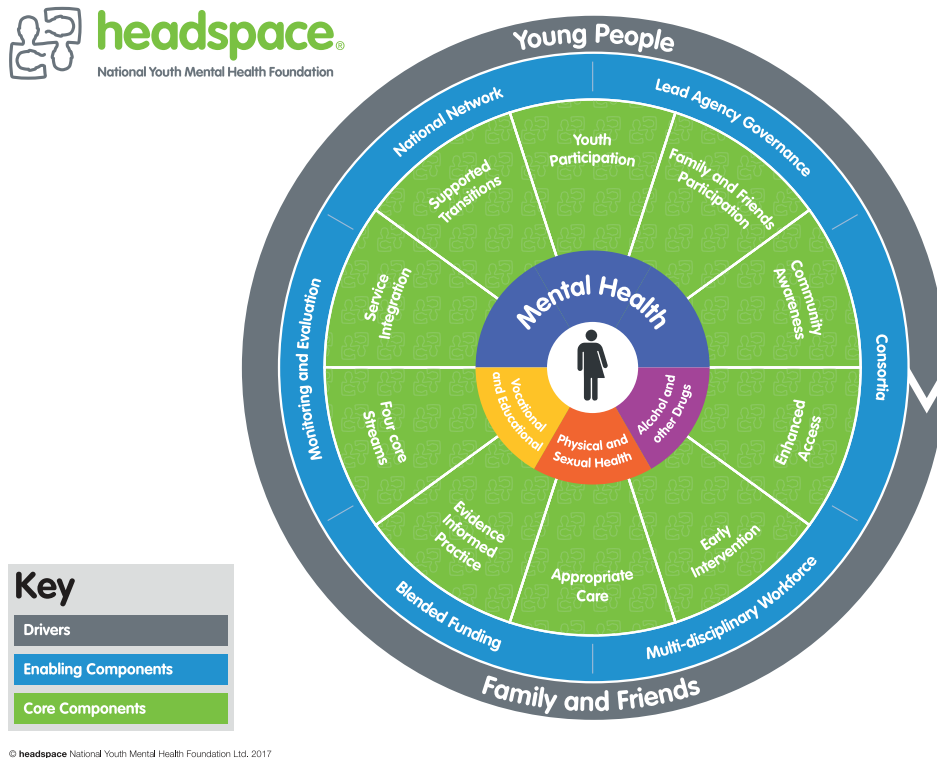 headspace®
National Youth Mental Health Foundation
Young People
National Network
Lead Agency Governance
Consortia
Multi-disciplinary Workforce
Blended Funding
Monitoring and Evaluation
Youth
Participation
Family and Friends
Participation
Community
Awareness
Enhanced
Access
Early
Intervention
Appropriate
Care
Evidence
Informed
Practice
Four core
Streams
Service
Integration
Supported
Transitions
Mental Health
Alcohol and
other Drugs
Physical and
Sexual Health
Vocational
and Educational
Family and Friends
Key
Drivers
Enabling Components
Core Components
© headspace National Youth Mental Health Foundation Ltd. 2017